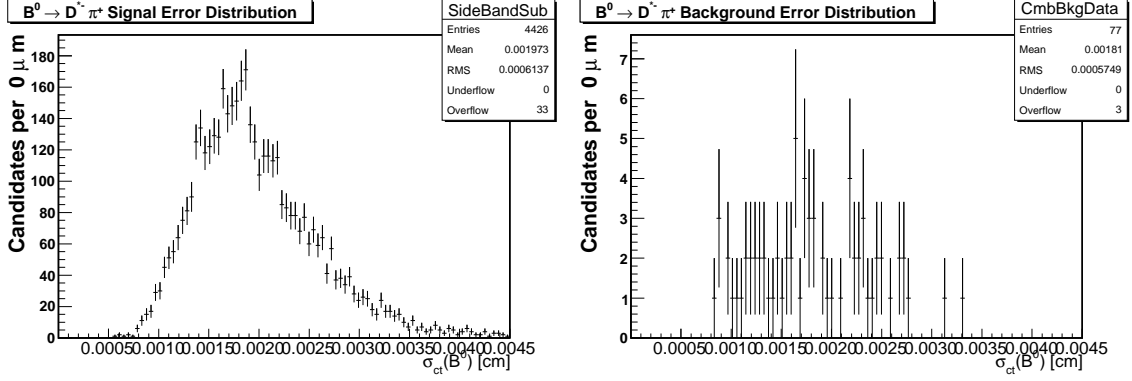 B⁰ → D*⁻ π⁺ Signal Error Distribution
SideBandSub
Entries 4426
Mean 0.001973
RMS 0.0006137
Underflow 0
Overflow 33
Candidates per 0 μ m
180
160
140
120
100
80
60
40
20
0
0.0005 0.0010 0.0015 0.0020 0.0025 0.0030 0.0035 0.0040 0.0045
σct(B⁰) [cm]
B⁰ → D*⁻ π⁺ Background Error Distribution
CmbBkgData
Entries 77
Mean 0.00181
RMS 0.0005749
Underflow 0
Overflow 3
Candidates per 0 μ m
7
6
5
4
3
2
1
0
0.0005 0.0010 0.0015 0.0020 0.0025 0.0030 0.0035 0.0040 0.0045
σct(B⁰) [cm]